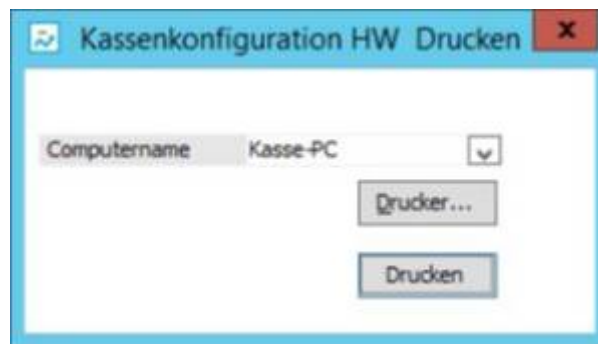 Kassenkonfiguration HW Drucken
Computername Kasse-PC
Drucker...
Drucken